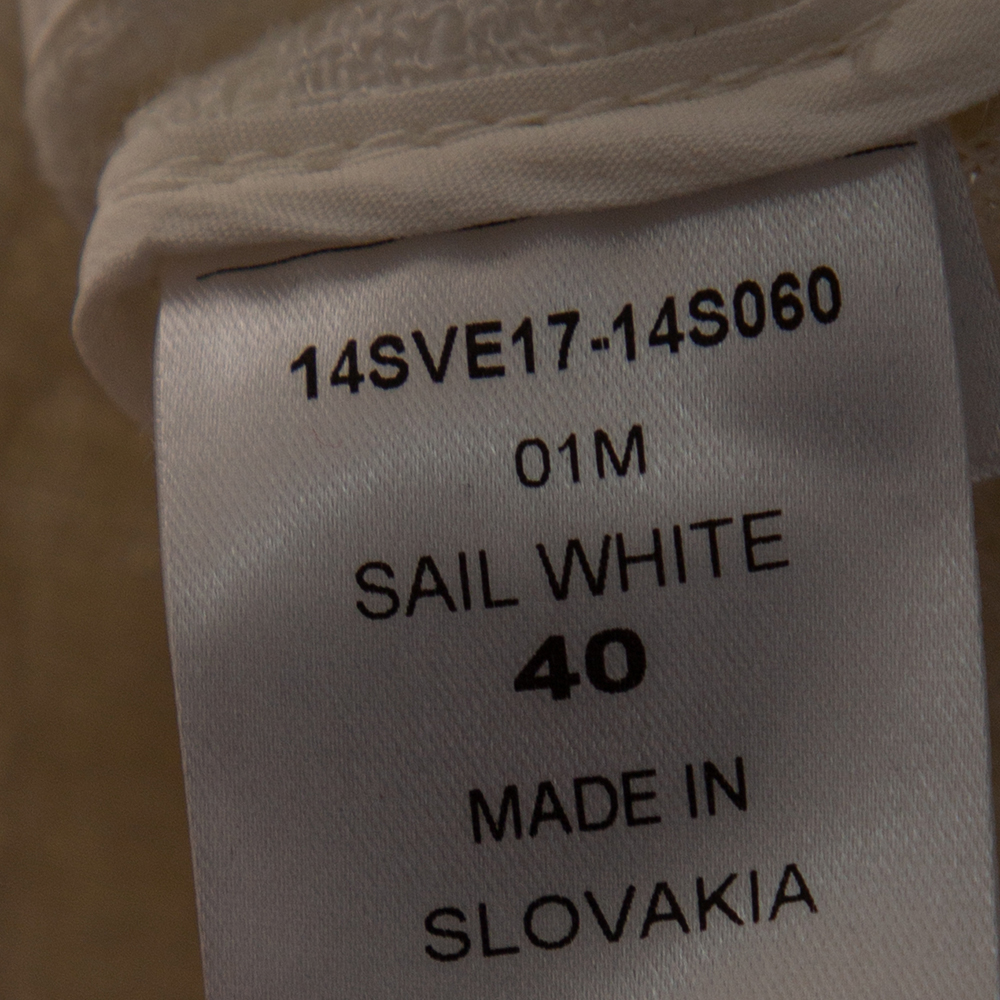 14SVE17-14S060
01M
SAIL WHITE
40
MADE IN
SLOVAKIA